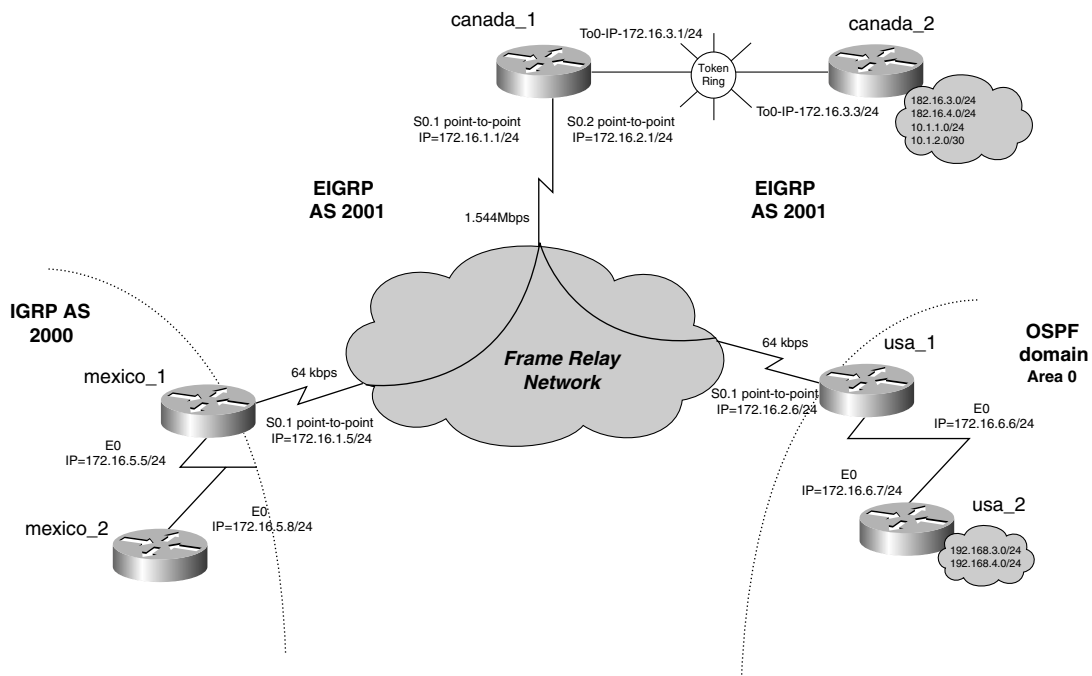 canada_1
canada_2
To0-IP-172.16.3.1/24
Token
Ring
To0-IP-172.16.3.3/24
182.16.3.0/24
182.16.4.0/24
10.1.1.0/24
10.1.2.0/30
S0.1 point-to-point
IP=172.16.1.1/24
S0.2 point-to-point
IP=172.16.2.1/24
EIGRP
AS 2001
EIGRP
AS 2001
1.544Mbps
IGRP AS
2000
mexico_1
64 kbps
S0.1 point-to-point
IP=172.16.1.5/24
Frame Relay
Network
64 kbps
usa_1
OSPF
domain
Area 0
S0.1 point-to-point
IP=172.16.2.6/24
E0
IP=172.16.6.6/24
E0
IP=172.16.5.5/24
E0
IP=172.16.5.8/24
mexico_2
E0
IP=172.16.6.7/24
usa_2
192.168.3.0/24
192.168.4.0/24